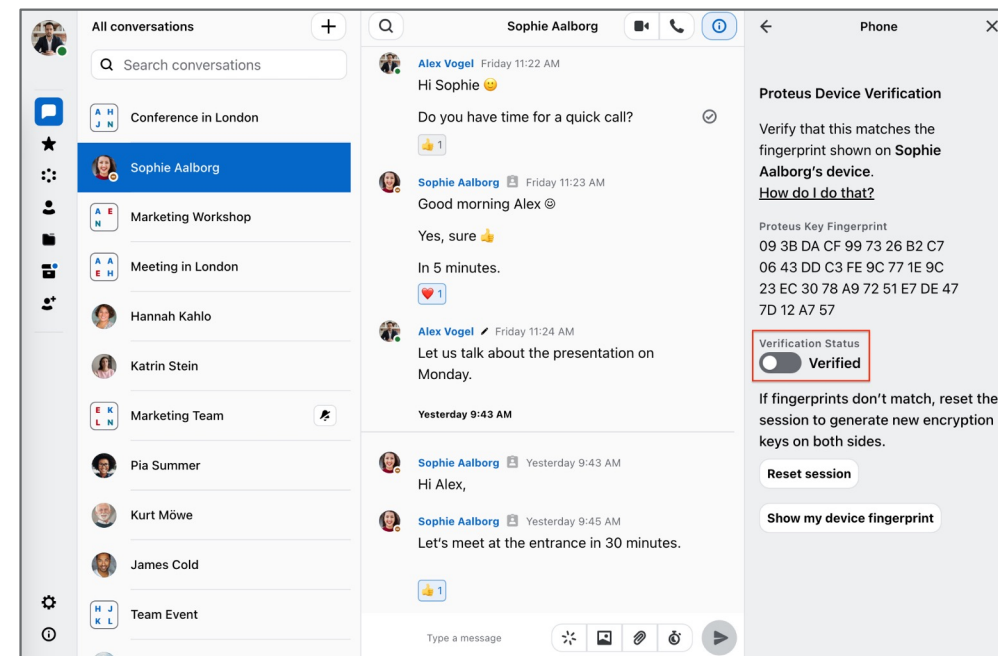 All conversations
Search conversations
A H
J N
Conference in London
Sophie Aalborg
A E
N
Marketing Workshop
A A
E H
Meeting in London
Hannah Kahlo
Katrin Stein
E K
L N
Marketing Team
Pia Summer
Kurt Möwe
James Cold
H J
K L
Team Event
Sophie Aalborg
Alex Vogel Friday 11:22 AM
Hi Sophie 🙂
Do you have time for a quick call?
👍 1
Sophie Aalborg Friday 11:23 AM
Good morning Alex ☺
Yes, sure 👍
In 5 minutes.
❤️ 1
Alex Vogel Friday 11:24 AM
Let us talk about the presentation on
Monday.
Yesterday 9:43 AM
Sophie Aalborg Yesterday 9:43 AM
Hi Alex,
Sophie Aalborg Yesterday 9:45 AM
Let's meet at the entrance in 30 minutes.
👍 1
Type a message
Phone
Proteus Device Verification
Verify that this matches the
fingerprint shown on Sophie
Aalborg's device.
How do I do that?
Proteus Key Fingerprint
09 3B DA CF 99 73 26 B2 C7
06 43 DD C3 FE 9C 77 1E 9C
23 EC 30 78 A9 72 51 E7 DE 47
7D 12 A7 57
Verification Status
Verified
If fingerprints don't match, reset the
session to generate new encryption
keys on both sides.
Reset session
Show my device fingerprint